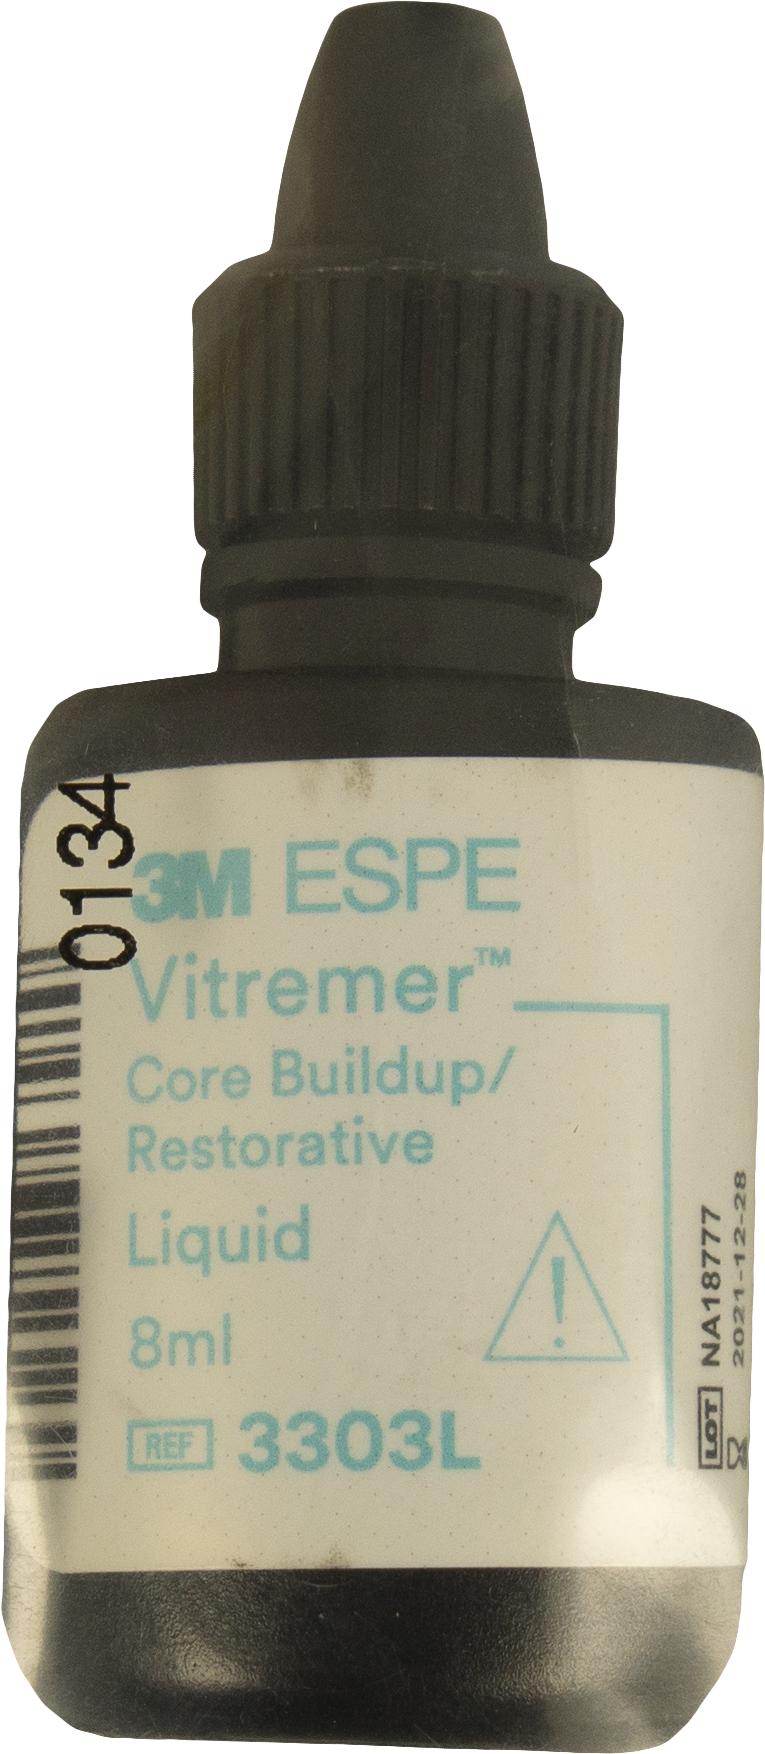 0134
3M ESPE
Vitremer™
Core Buildup/
Restorative
Liquid
8ml
REF 3303L
!
LOT NA18777
2021-12-28